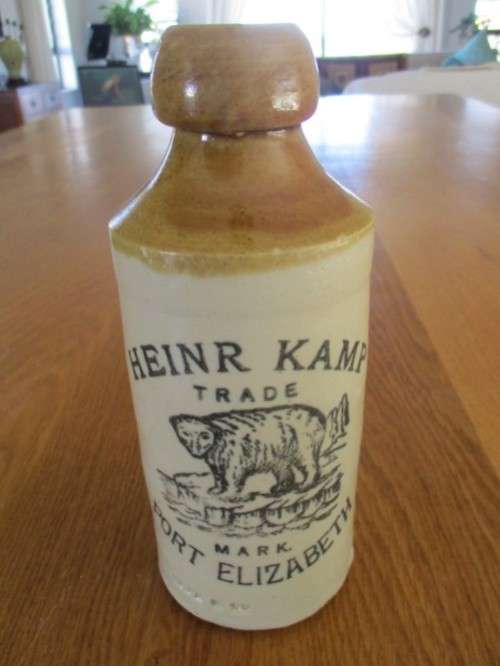 HEINR KAMP
TRADE
MARK.
PORT ELIZABETH